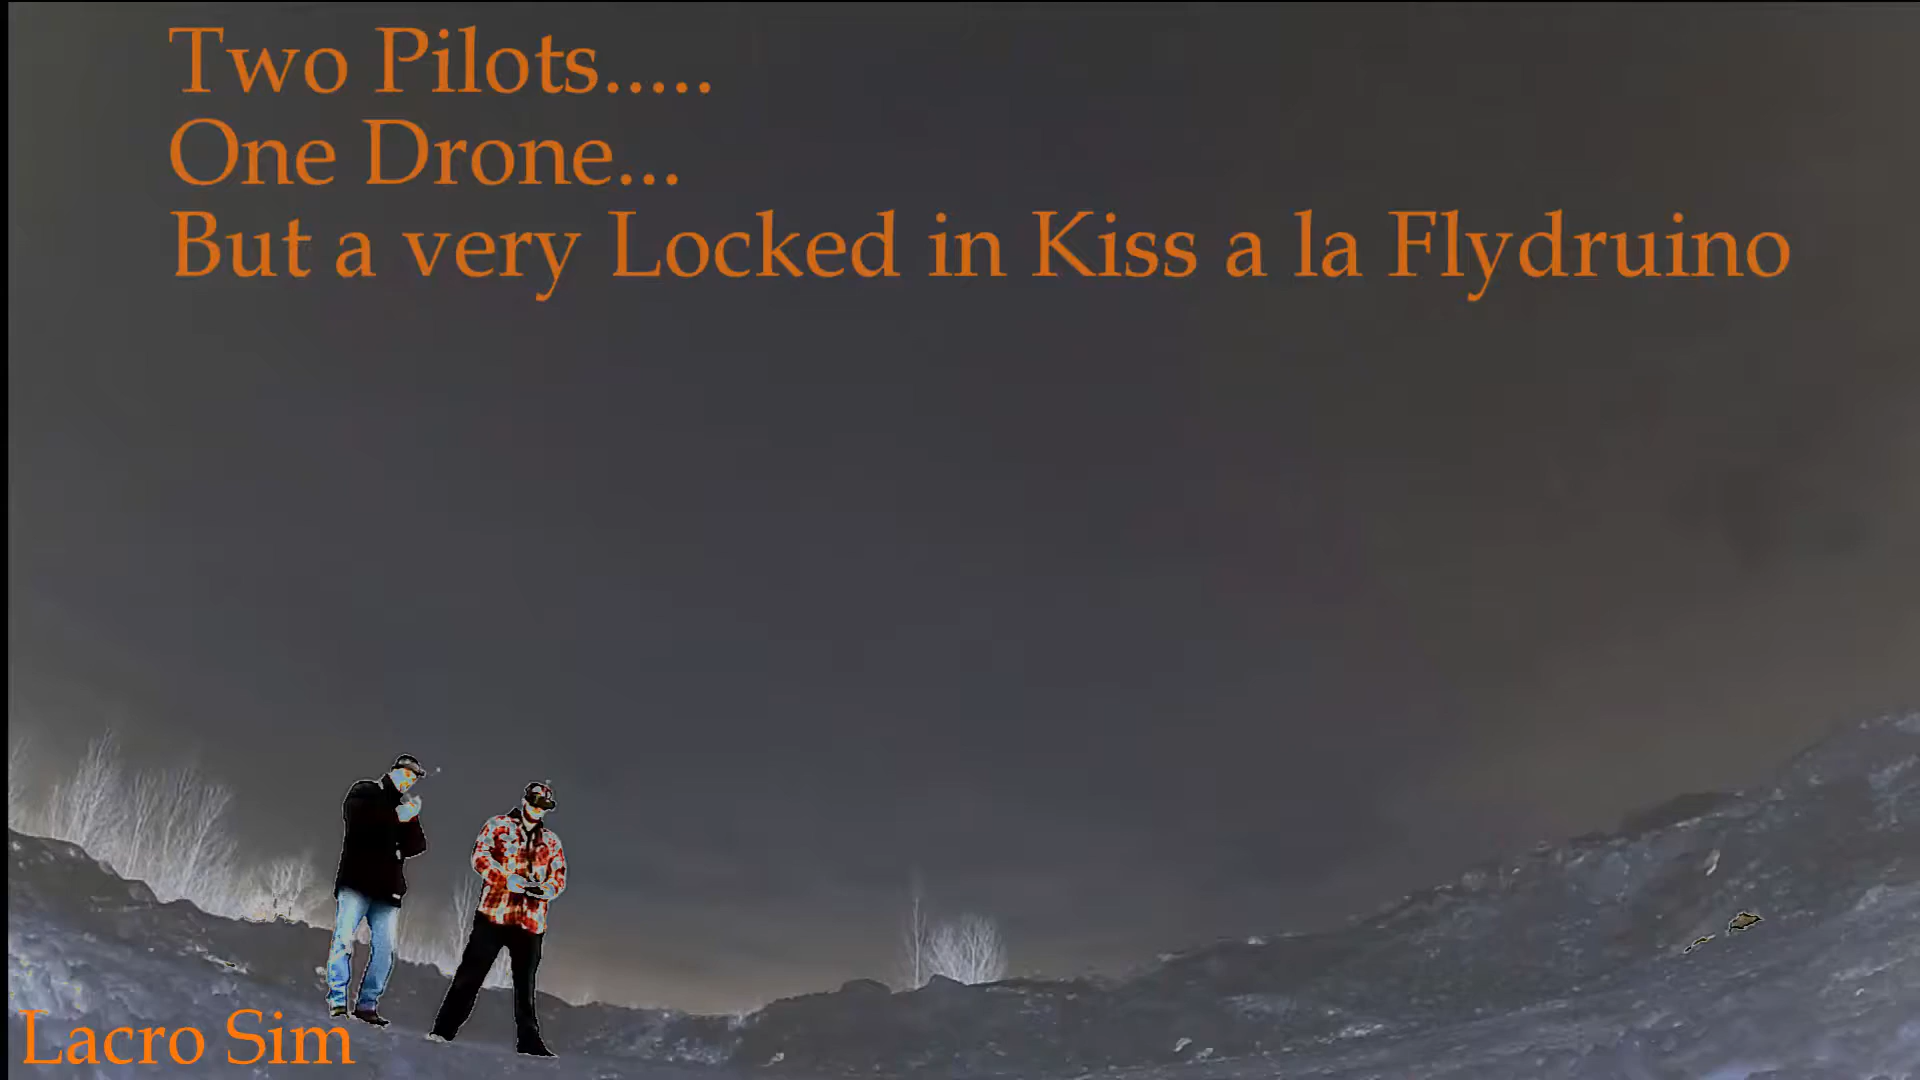 Two Pilots.....
One Drone...
But a very Locked in Kiss a la Flydruino
Lacro Sim